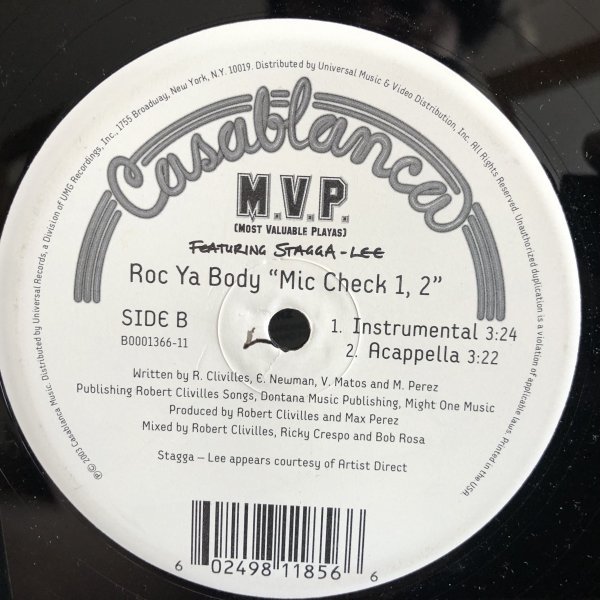 ℗ © 2003 Casablanca Music. Distributed by Universal Records, a Division of UMG Recordings, Inc., 1755 Broadway, New York, N.Y. 10019. Distributed by Universal Music & Video Distribution, Inc. All Rights Reserved. Unauthorized duplication is a violation of applicable laws. Printed in the USA.
Casablanca
M.V.P.
(MOST VALUABLE PLAYAS)
FEATURING STAGGA-LEE
Roc Ya Body “Mic Check 1, 2”
SIDE B
B0001366-11
1. Instrumental 3:24
2. Acappella 3:22
Written by R. Clivilles, E. Newman, V. Matos and M. Perez
Publishing Robert Clivilles Songs, Dontana Music Publishing, Might One Music
Produced by Robert Clivilles and Max Perez
Mixed by Robert Clivilles, Ricky Crespo and Bob Rosa
Stagga – Lee appears courtesy of Artist Direct
6 02498 11856 6